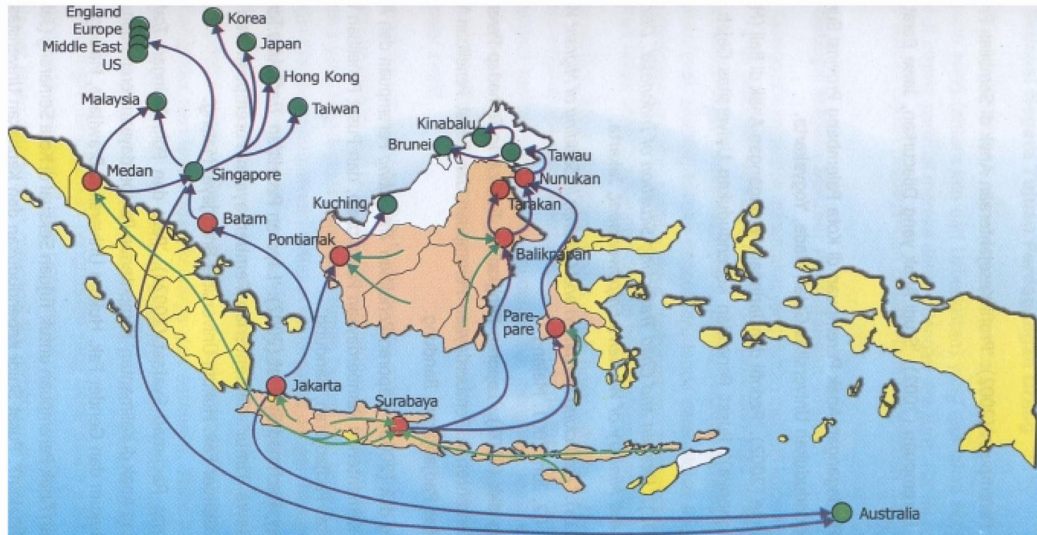 England
Europe
Middle East
US
Korea
Japan
Hong Kong
Taiwan
Malaysia
Medan
Singapore
Batam
Kinabalu
Brunei
Tawau
Nunukan
Kuching
Tarakan
Pontianak
Balikpapan
Pare-
pare
Jakarta
Surabaya
Australia